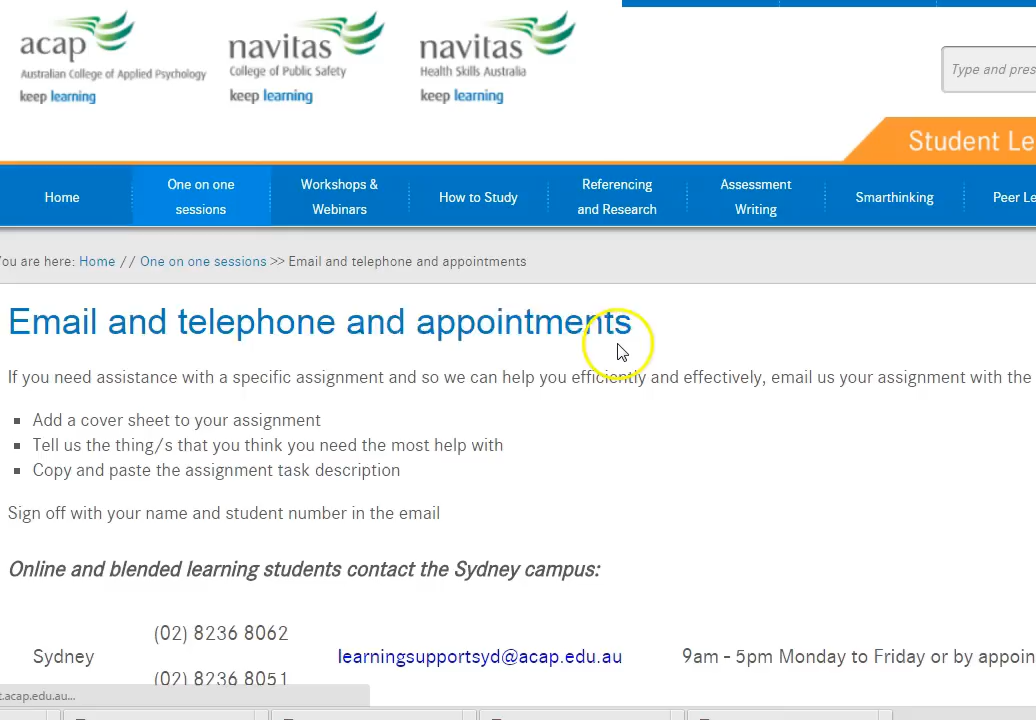 acap
Australian College of Applied Psychology
keep learning
navitas
College of Public Safety
keep learning
navitas
Health Skills Australia
keep learning
Type and pres
Student Le
Home
One on one
sessions
Workshops &
Webinars
How to Study
Referencing
and Research
Assessment
Writing
Smarthinking
Peer Le
You are here: Home // One on one sessions >> Email and telephone and appointments
Email and telephone and appointments
If you need assistance with a specific assignment and so we can help you efficiently and effectively, email us your assignment with the
Add a cover sheet to your assignment
Tell us the thing/s that you think you need the most help with
Copy and paste the assignment task description
Sign off with your name and student number in the email
Online and blended learning students contact the Sydney campus:
(02) 8236 8062
Sydney
learningsupportsyd@acap.edu.au
9am - 5pm Monday to Friday or by appoin
(02) 8236 8051
t.acap.edu.au...